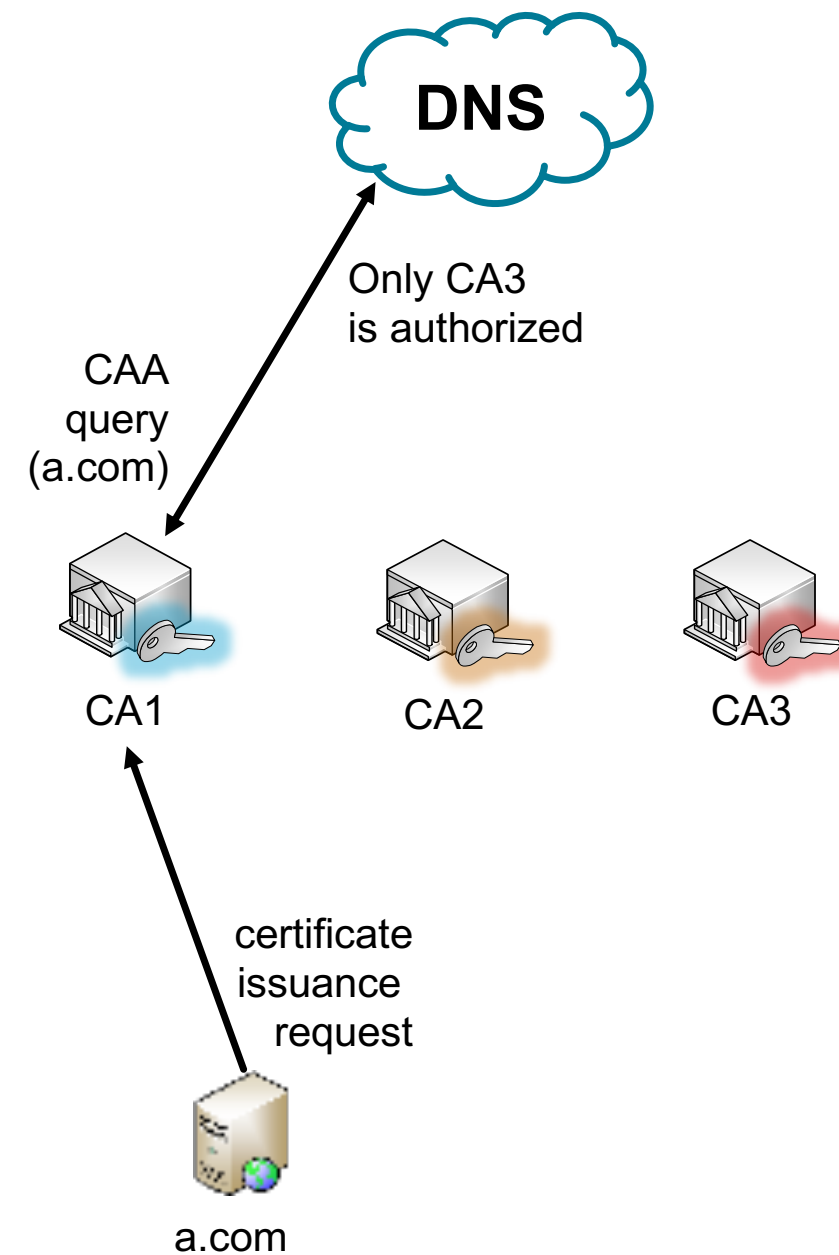 DNS
Only CA3
is authorized
CAA
query
(a.com)
CA1
CA2
CA3
certificate
issuance
request
a.com